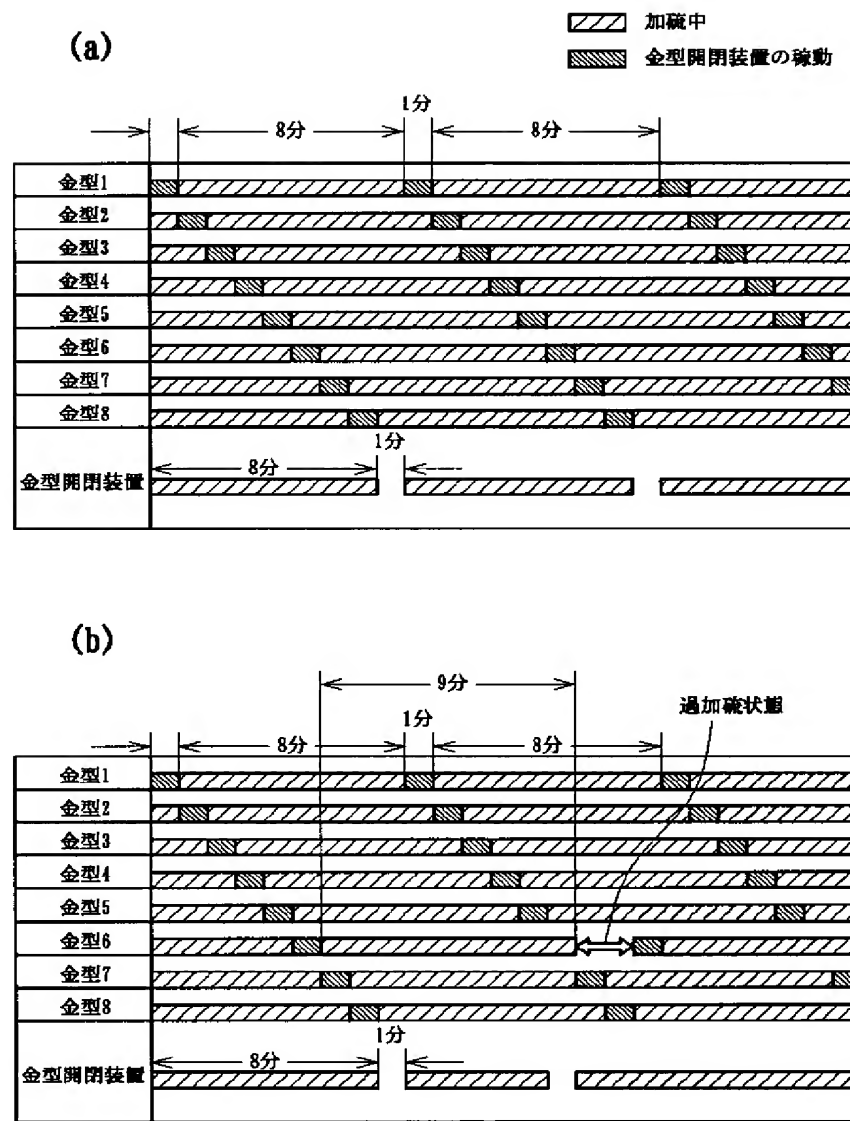 (a)
加硫中
金型開閉装置の稼動
1分
8分
8分
金型1
金型2
金型3
金型4
金型5
金型6
金型7
金型8
1分
8分
金型開閉装置
(b)
9分
過加硫状態
1分
8分
8分
金型1
金型2
金型3
金型4
金型5
金型6
金型7
金型8
1分
8分
金型開閉装置